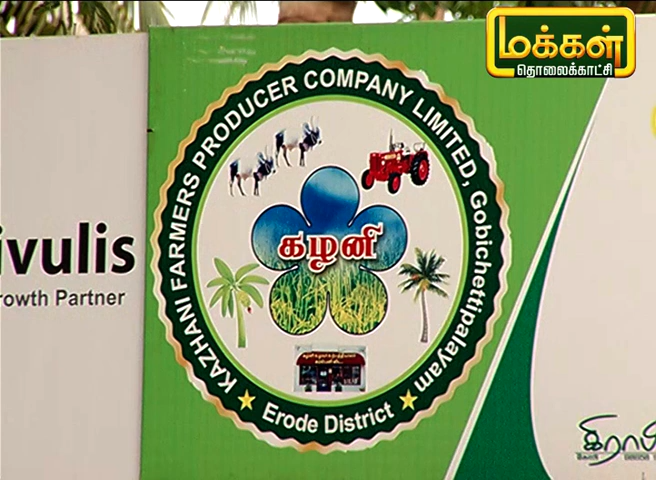 மக்கள்
தொலைக்காட்சி
KAZHANI FARMERS PRODUCER COMPANY LIMITED, Gobichettipalayam
கழனி
Erode District
ivulis
rowth Partner
கிராமி